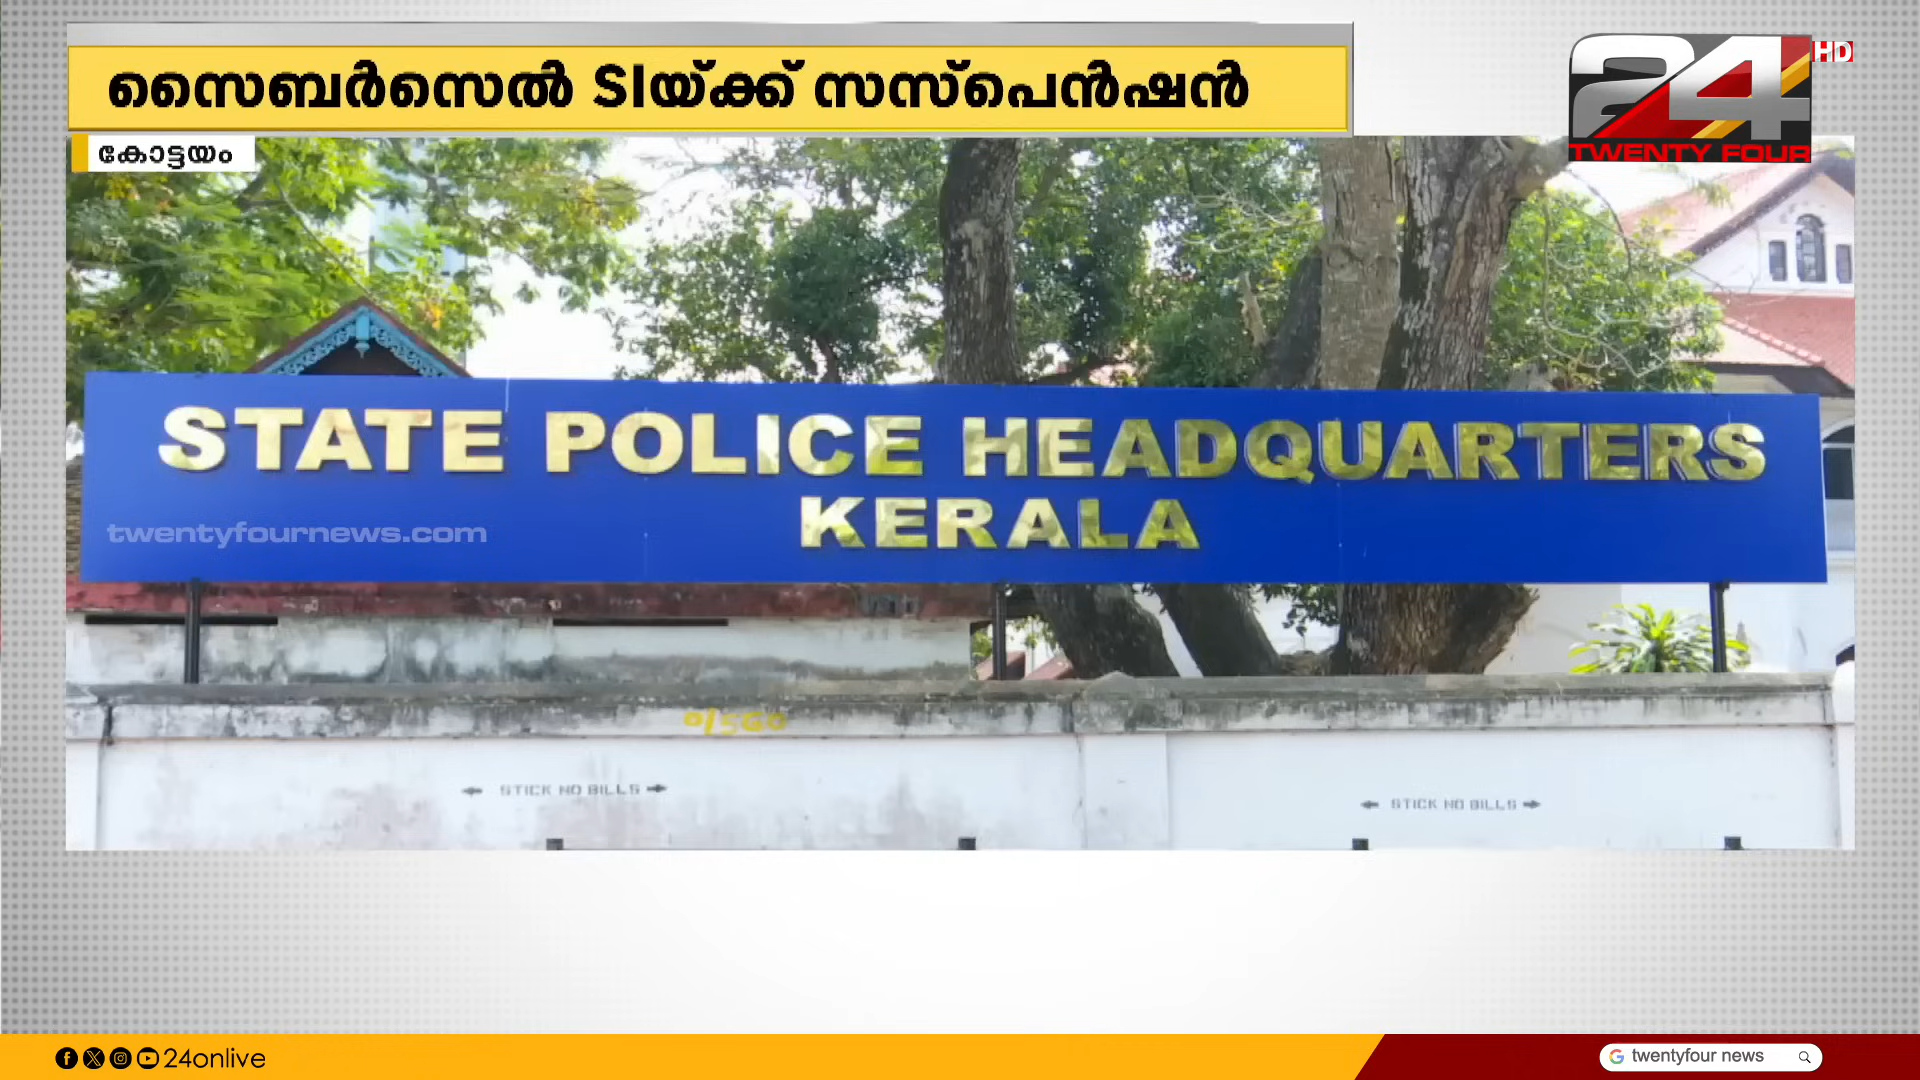 സൈബർസെൽ SIയ്ക്ക് സസ്പെൻഷൻ
24 HD
TWENTY FOUR
കോട്ടയം
STATE POLICE HEADQUARTERS
KERALA
twentyfournews.com
STICK NO BILLS
STICK NO BILLS
24onlive
twentyfour news